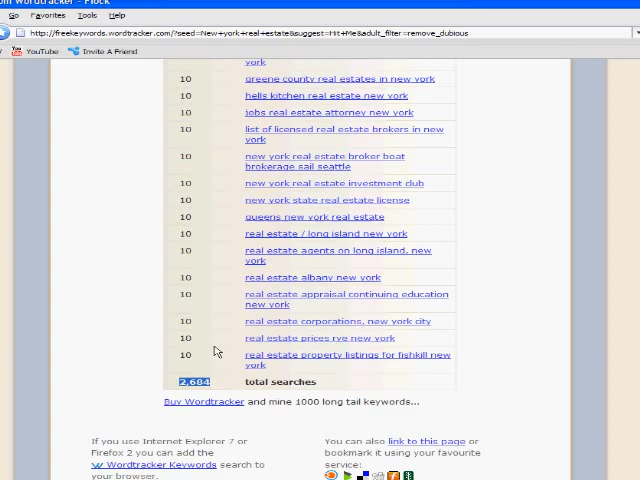 Wordtracker - Flock
Go Favorites Tools Help
http://freekeywords.wordtracker.com/?seed=New+york+real+estate&suggest=Hit+Me&adult_filter=remove_dubious
YouTube Invite A Friend
york
10 greene county real estates in new york
10 hells kitchen real estate new york
10 jobs real estate attorney new york
10 list of licensed real estate brokers in new
york
10 new york real estate broker boat
brokerage sail seattle
10 new york real estate investment club
10 new york state real estate license
10 queens new york real estate
10 real estate / long island new york
10 real estate agents on long island, new
york
10 real estate albany new york
10 real estate appraisal continuing education
new york
10 real estate corporations, new york city
10 real estate prices rye new york
10 real estate property listings for fishkill new
york
2,684 total searches
Buy Wordtracker and mine 1000 long tail keywords...
If you use Internet Explorer 7 or
Firefox 2 you can add the
Wordtracker Keywords search to
your browser.
You can also link to this page or
bookmark it using your favourite
service: